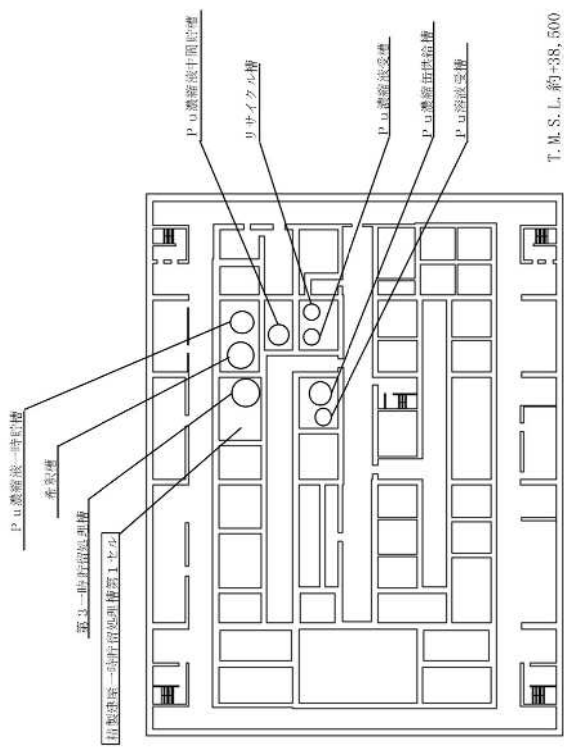 Pu濃縮液一時貯槽
希釈槽
第3一時貯留処理槽
精製建屋一時貯留処理槽第1セル
Pu濃縮液中間貯槽
リサイクル槽
Pu濃縮液受槽
Pu濃縮缶供給槽
Pu溶液受槽
T.M.S.L.約+38,500